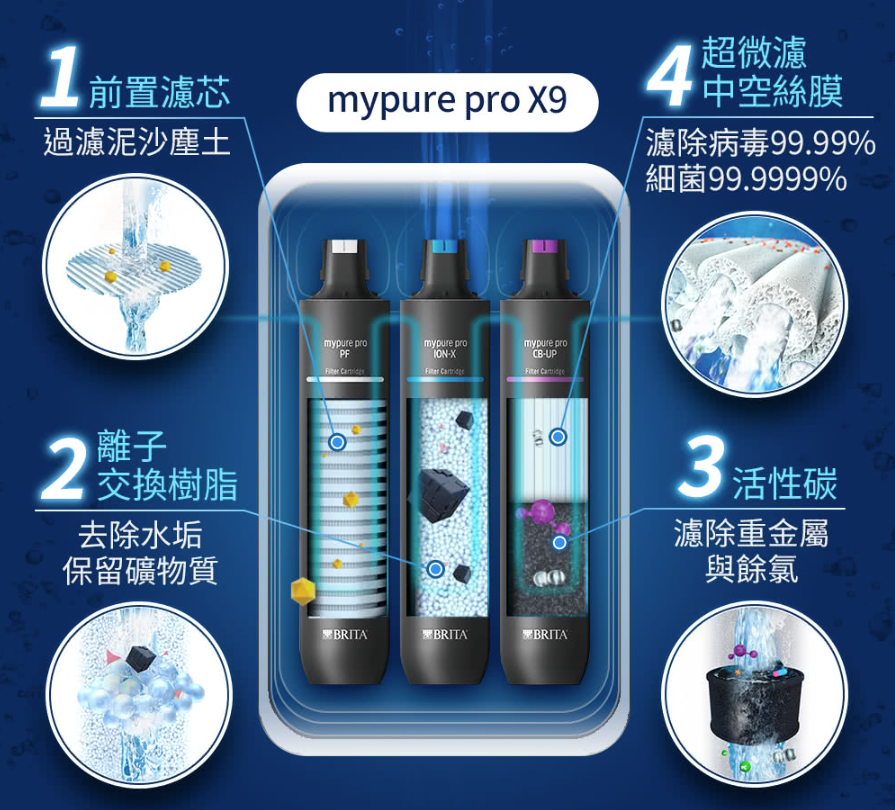 mypure pro X9
1 前置濾芯
過濾泥沙塵土
2 離子
交換樹脂
去除水垢
保留礦物質
3 活性碳
濾除重金屬
與餘氯
4 超微濾
中空絲膜
濾除病毒99.99%
細菌99.9999%
mypure pro
PF
Filter Cartridge
BRITA
mypure pro
ION-X
Filter Cartridge
BRITA
mypure pro
CB-UP
Filter Cartridge
BRITA